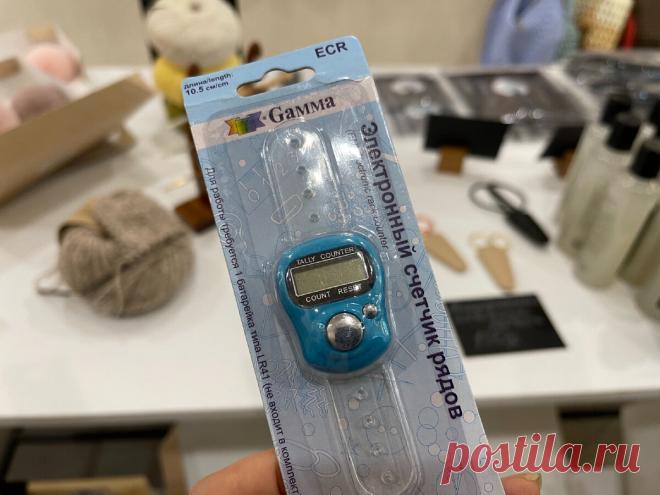 ECR
длина/length:
10.5 см/cm
Gamma
Электронный счетчик рядов
TALLY COUNTER
COUNT RESET
Для работы требуется 1 батарейка типа LR41 (не входит в комплект
postila.ru